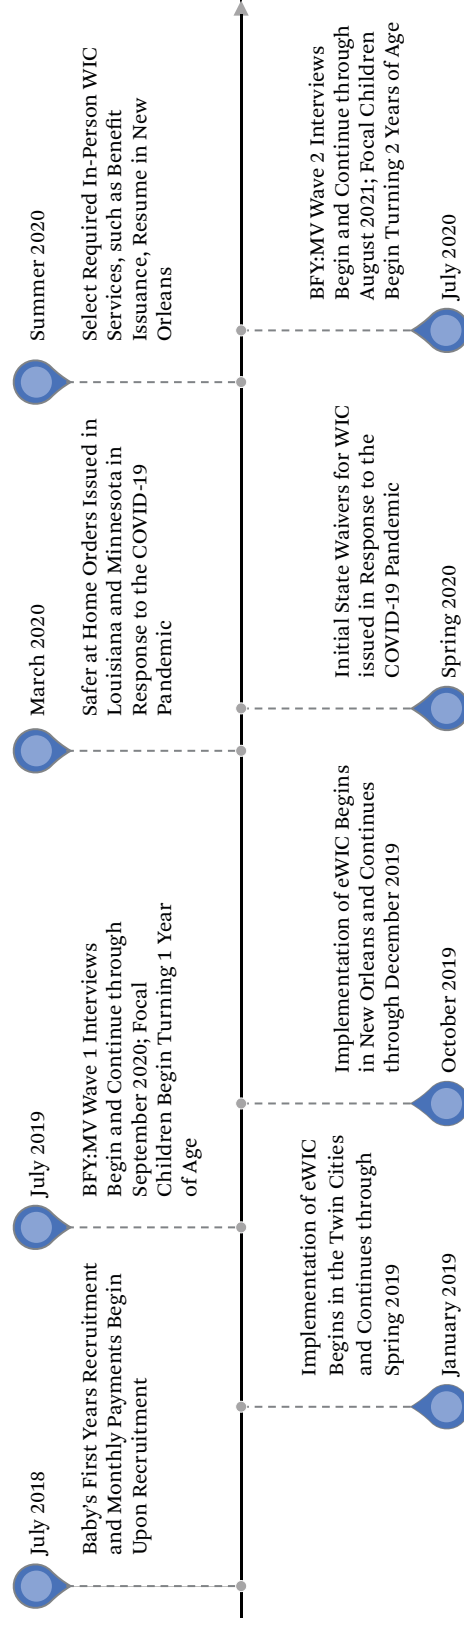 July 2018
Baby's First Years Recruitment
and Monthly Payments Begin
Upon Recruitment
July 2019
BFY:MV Wave 1 Interviews
Begin and Continue through
September 2020; Focal
Children Begin Turning 1 Year
of Age
March 2020
Safer at Home Orders Issued in
Louisiana and Minnesota in
Response to the COVID-19
Pandemic
Summer 2020
Select Required In-Person WIC
Services, such as Benefit
Issuance, Resume in New
Orleans
Implementation of eWIC
Begins in the Twin Cities
and Continues through
Spring 2019
January 2019
Implementation of eWIC Begins
in New Orleans and Continues
through December 2019
October 2019
Initial State Waivers for WIC
issued in Response to the
COVID-19 Pandemic
Spring 2020
BFY:MV Wave 2 Interviews
Begin and Continue through
August 2021; Focal Children
Begin Turning 2 Years of Age
July 2020